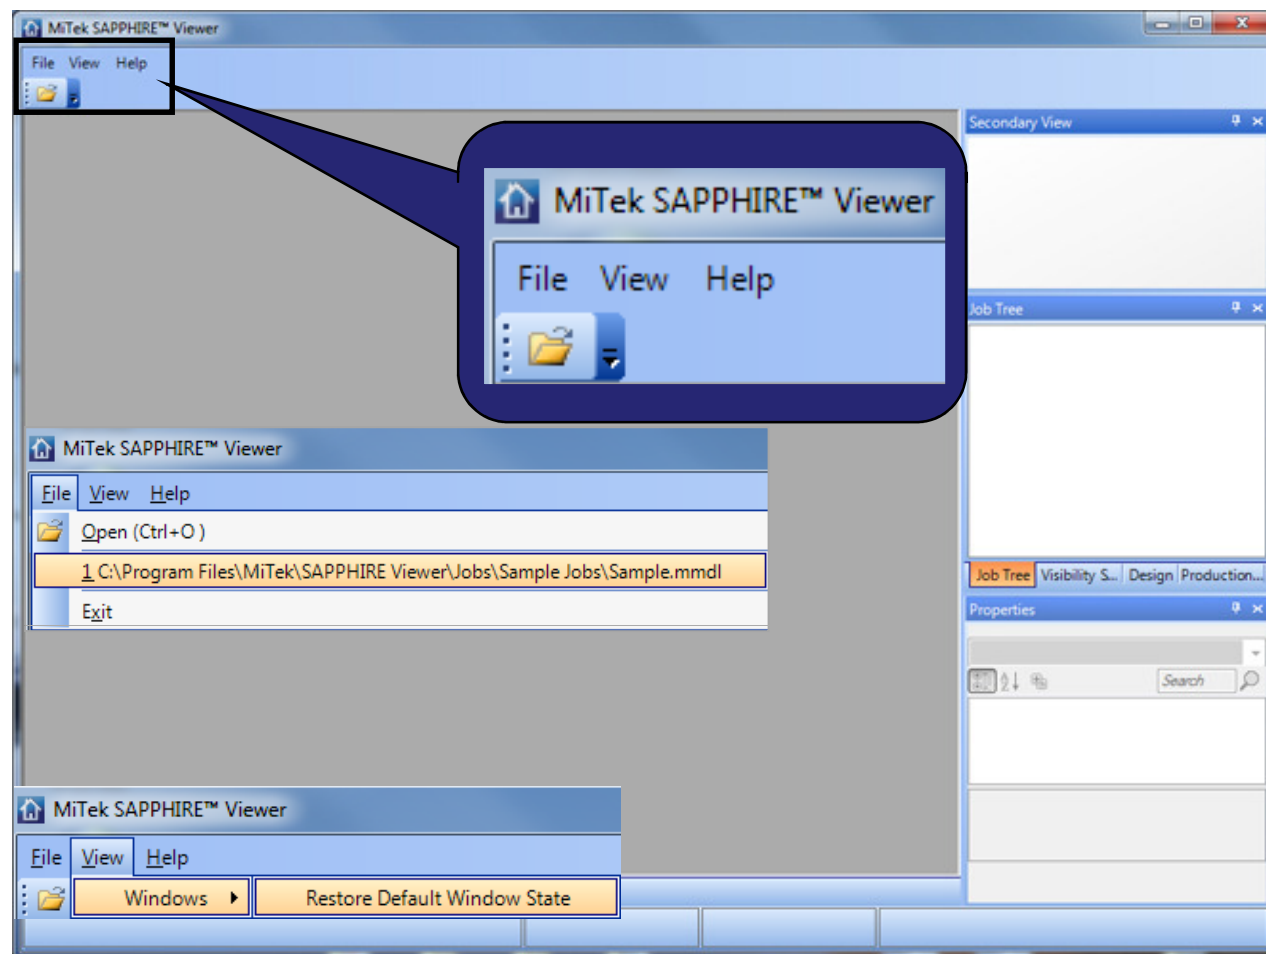 MiTek SAPPHIRE™ Viewer
File View Help
Secondary View
MiTek SAPPHIRE™ Viewer
File View Help
Job Tree
MiTek SAPPHIRE™ Viewer
File View Help
Open (Ctrl+O )
1 C:\Program Files\MiTek\SAPPHIRE Viewer\Jobs\Sample Jobs\Sample.mmdl
Exit
Job Tree Visibility S... Design Production...
Properties
Search
MiTek SAPPHIRE™ Viewer
File View Help
Windows Restore Default Window State